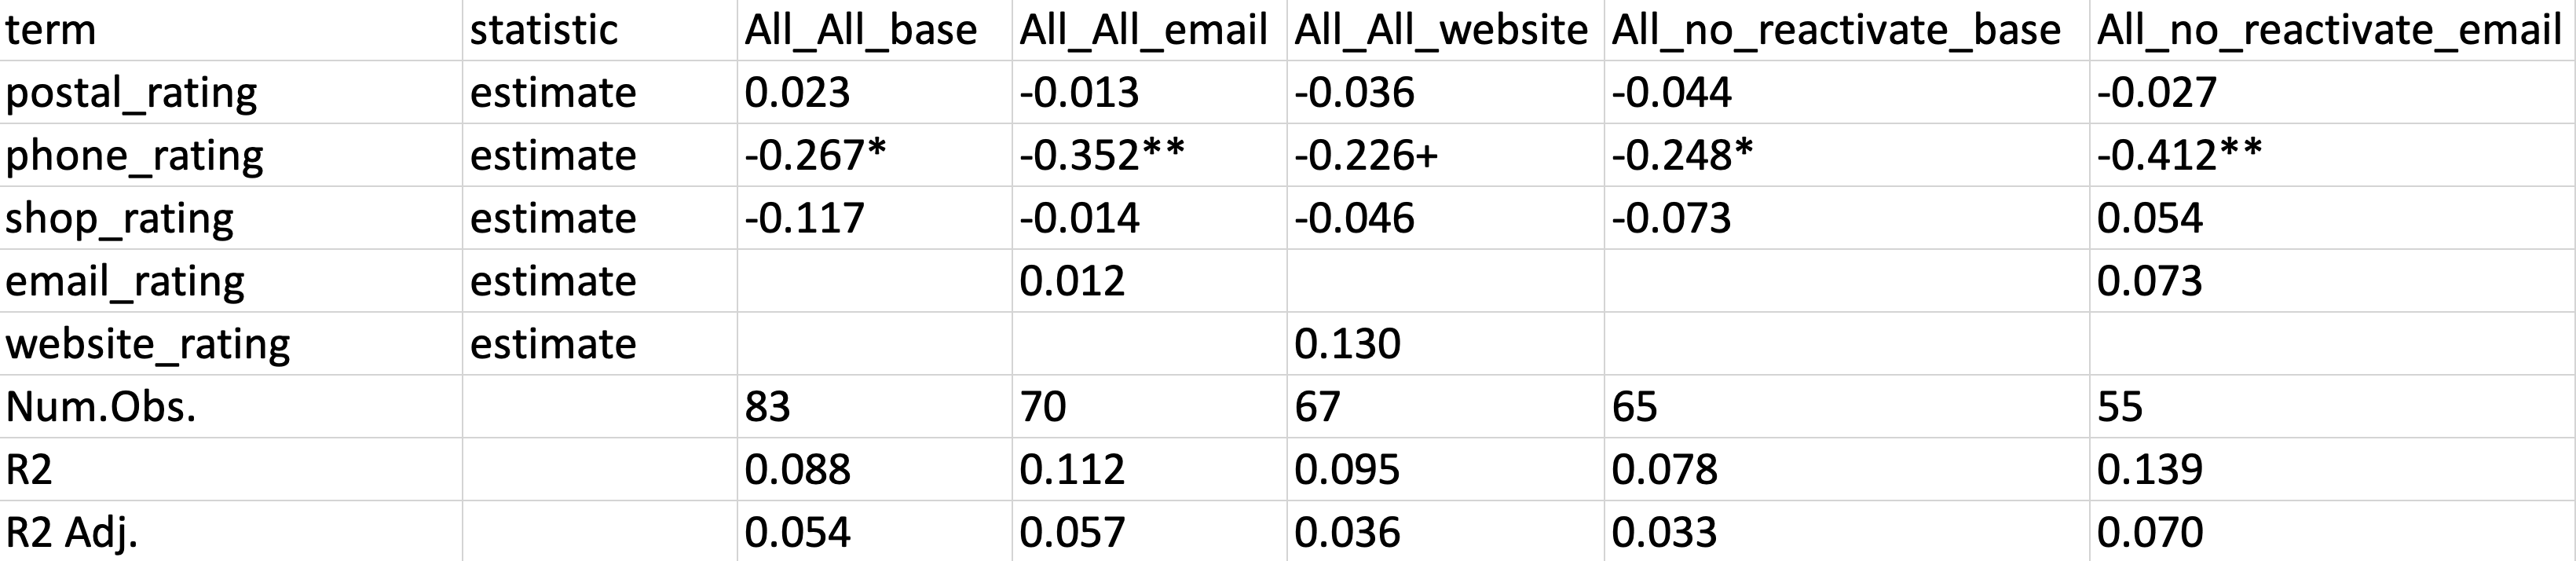 term statistic All_All_base All_All_email All_All_website All_no_reactivate_base All_no_reactivate_email
postal_rating estimate 0.023 -0.013 -0.036 -0.044 -0.027
phone_rating estimate -0.267* -0.352** -0.226+ -0.248* -0.412**
shop_rating estimate -0.117 -0.014 -0.046 -0.073 0.054
email_rating estimate 0.012 0.073
website_rating estimate 0.130
Num.Obs. 83 70 67 65 55
R2 0.088 0.112 0.095 0.078 0.139
R2 Adj. 0.054 0.057 0.036 0.033 0.070